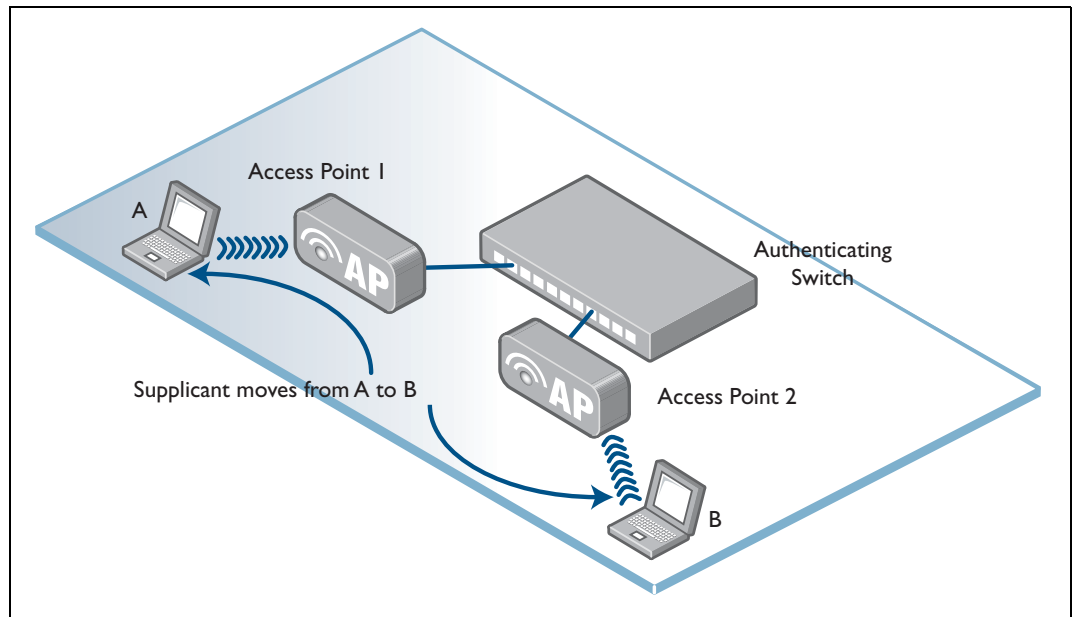 Access Point 1
A
AP
Authenticating
Switch
Supplicant moves from A to B
AP
Access Point 2
B